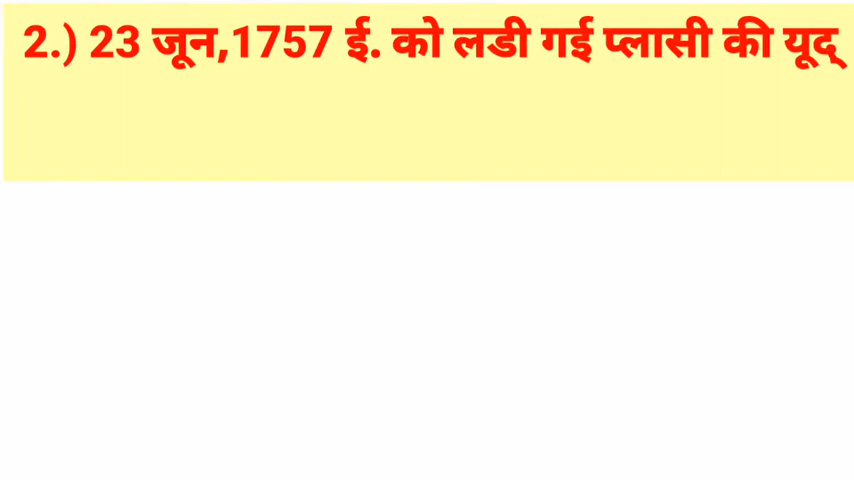 2.) 23 जून,1757 ई. को लडी गई प्लासी की यूद्